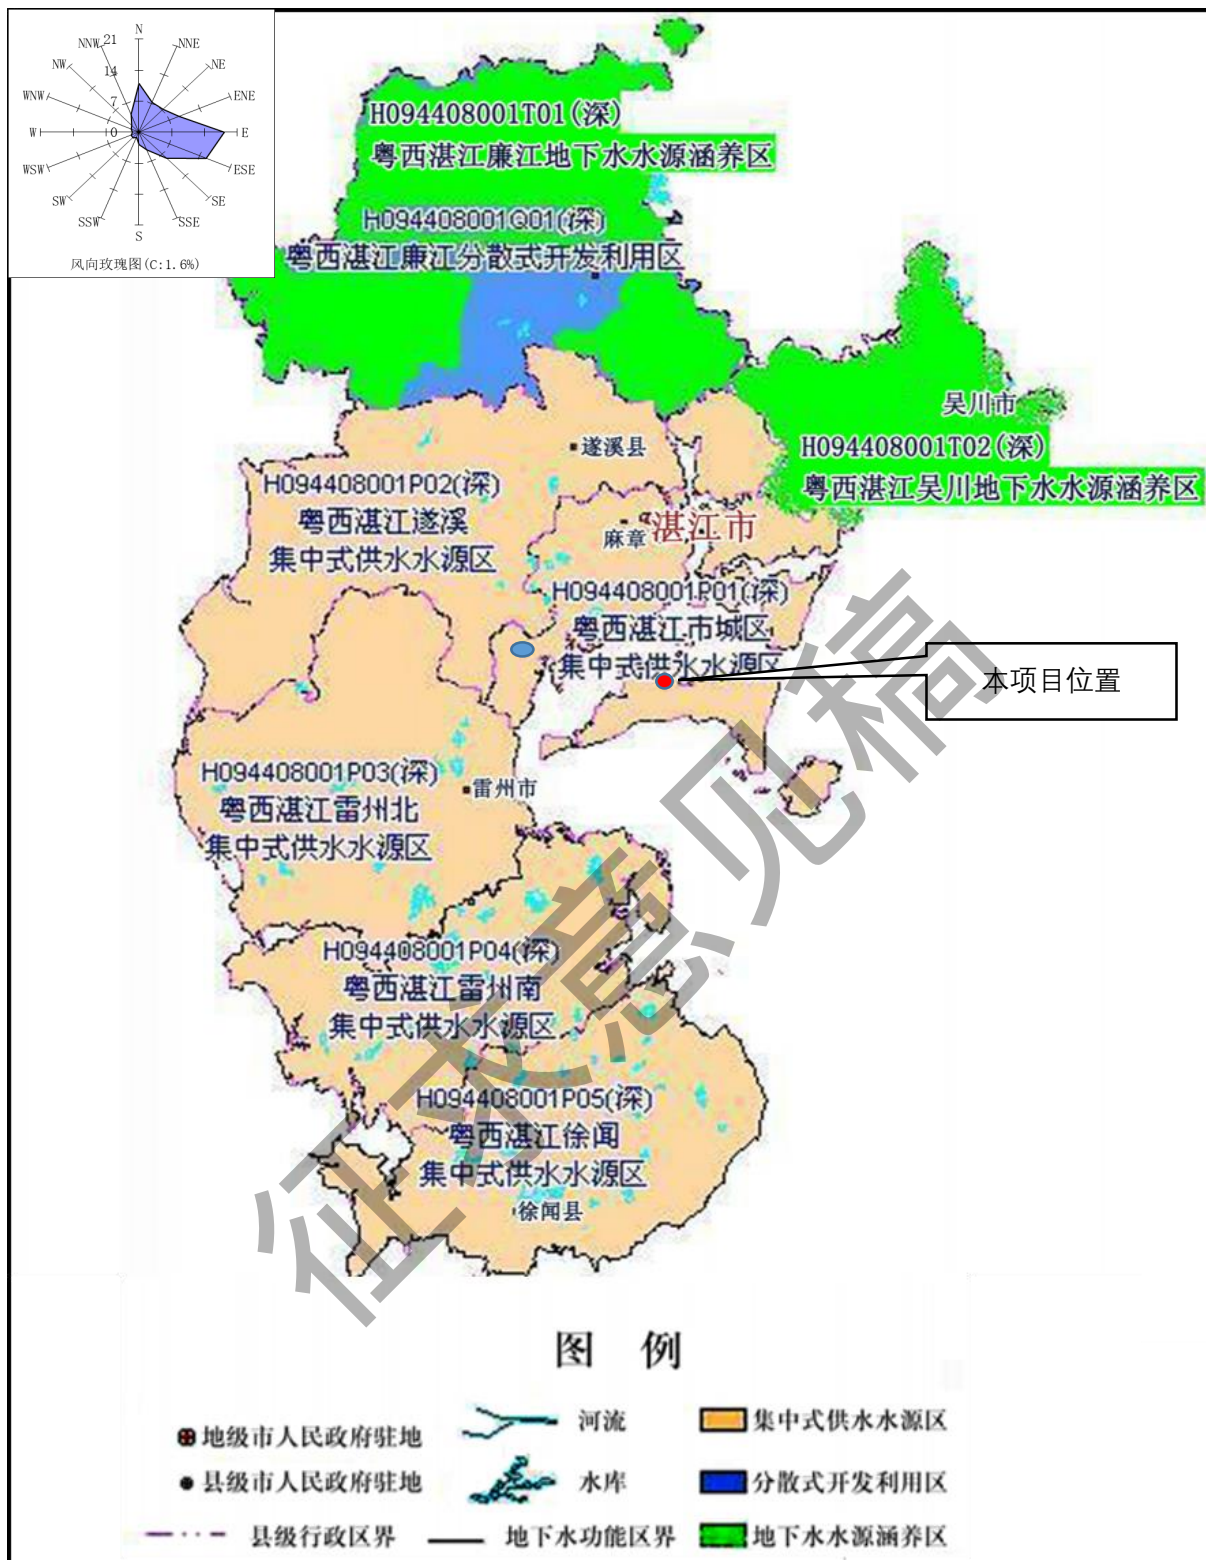 N
NNE
NE
ENE
E
ESE
SE
SSE
S
SSW
SW
WSW
W
WNW
NW
NNW
21
14
7
0
风向玫瑰图(C:1.6%)
H094408001T01(深)
粤西湛江廉江地下水水源涵养区
H094408001Q01(深)
粤西湛江廉江分散式开发利用区
吴川市
H094408001T02(深)
粤西湛江吴川地下水水源涵养区
遂溪县
H094408001P02(深)
粤西湛江遂溪
集中式供水水源区
湛江市
麻章
H094408001P01(深)
粤西湛江市城区
集中式供水水源区
本项目位置
H094408001P03(深)
粤西湛江雷州北
集中式供水水源区
雷州市
H094408001P04(深)
粤西湛江雷州南
集中式供水水源区
H094408001P05(深)
粤西湛江徐闻
集中式供水水源区
徐闻县
征求意见稿
图 例
地级市人民政府驻地
河流
集中式供水水源区
县级市人民政府驻地
水库
分散式开发利用区
县级行政区界
地下水功能区界
地下水水源涵养区